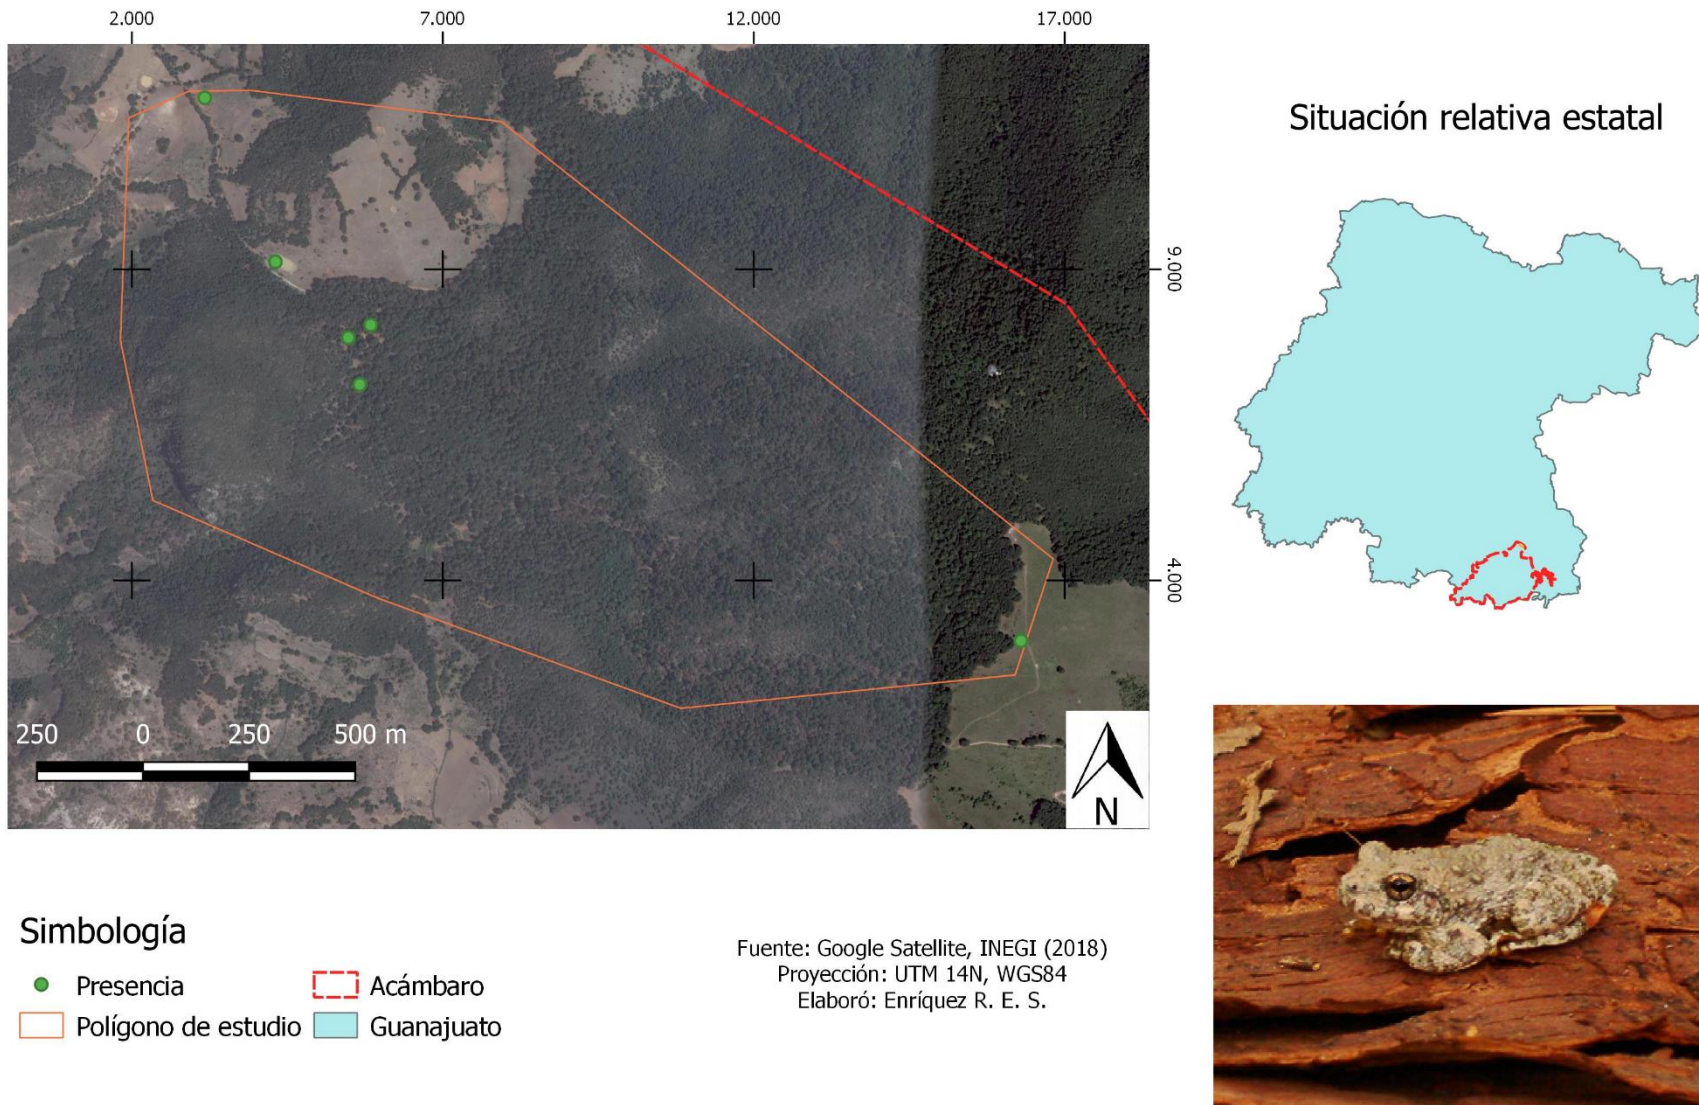 2.000 7.000 12.000 17.000
Situación relativa estatal
9.000
4.000
250 0 250 500 m
N
Simbología
Presencia
Acámbaro
Polígono de estudio
Guanajuato
Fuente: Google Satellite, INEGI (2018)
Proyección: UTM 14N, WGS84
Elaboró: Enríquez R. E. S.